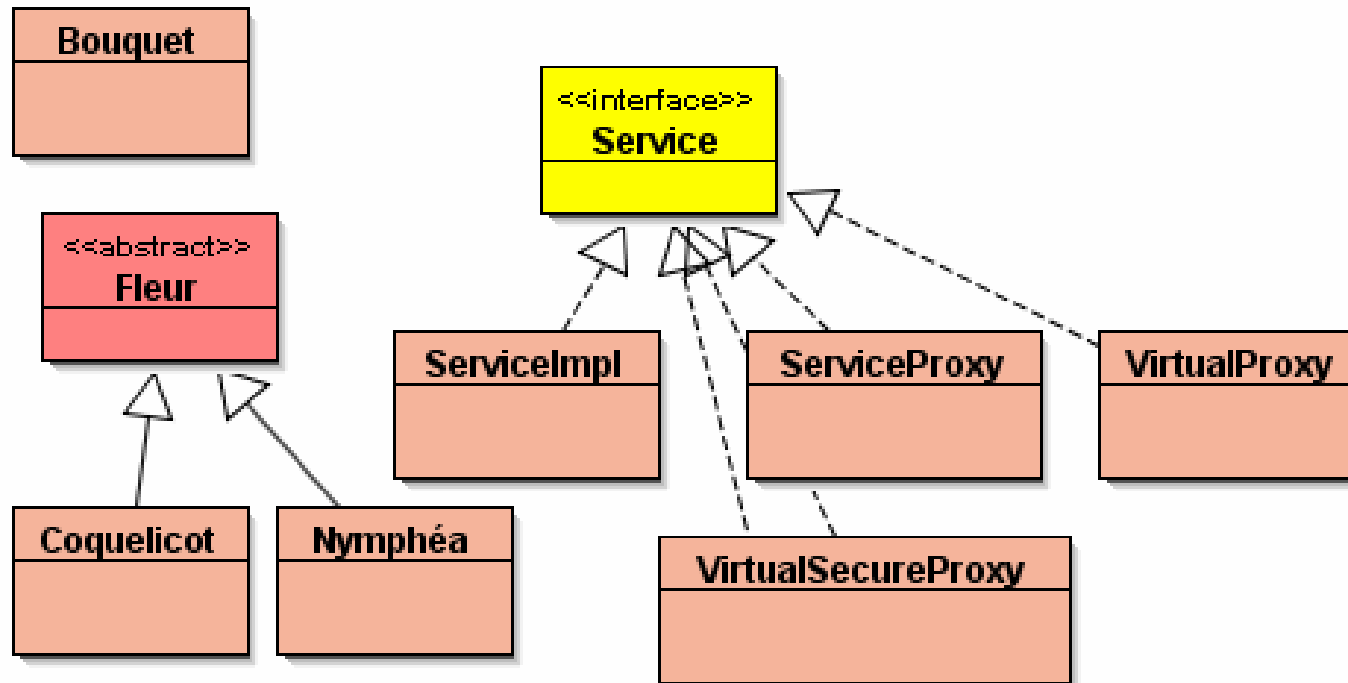 Bouquet
<<interface>>
Service
<<abstract>>
Fleur
ServiceImpl
ServiceProxy
VirtualProxy
Coquelicot
Nymphéa
VirtualSecureProxy